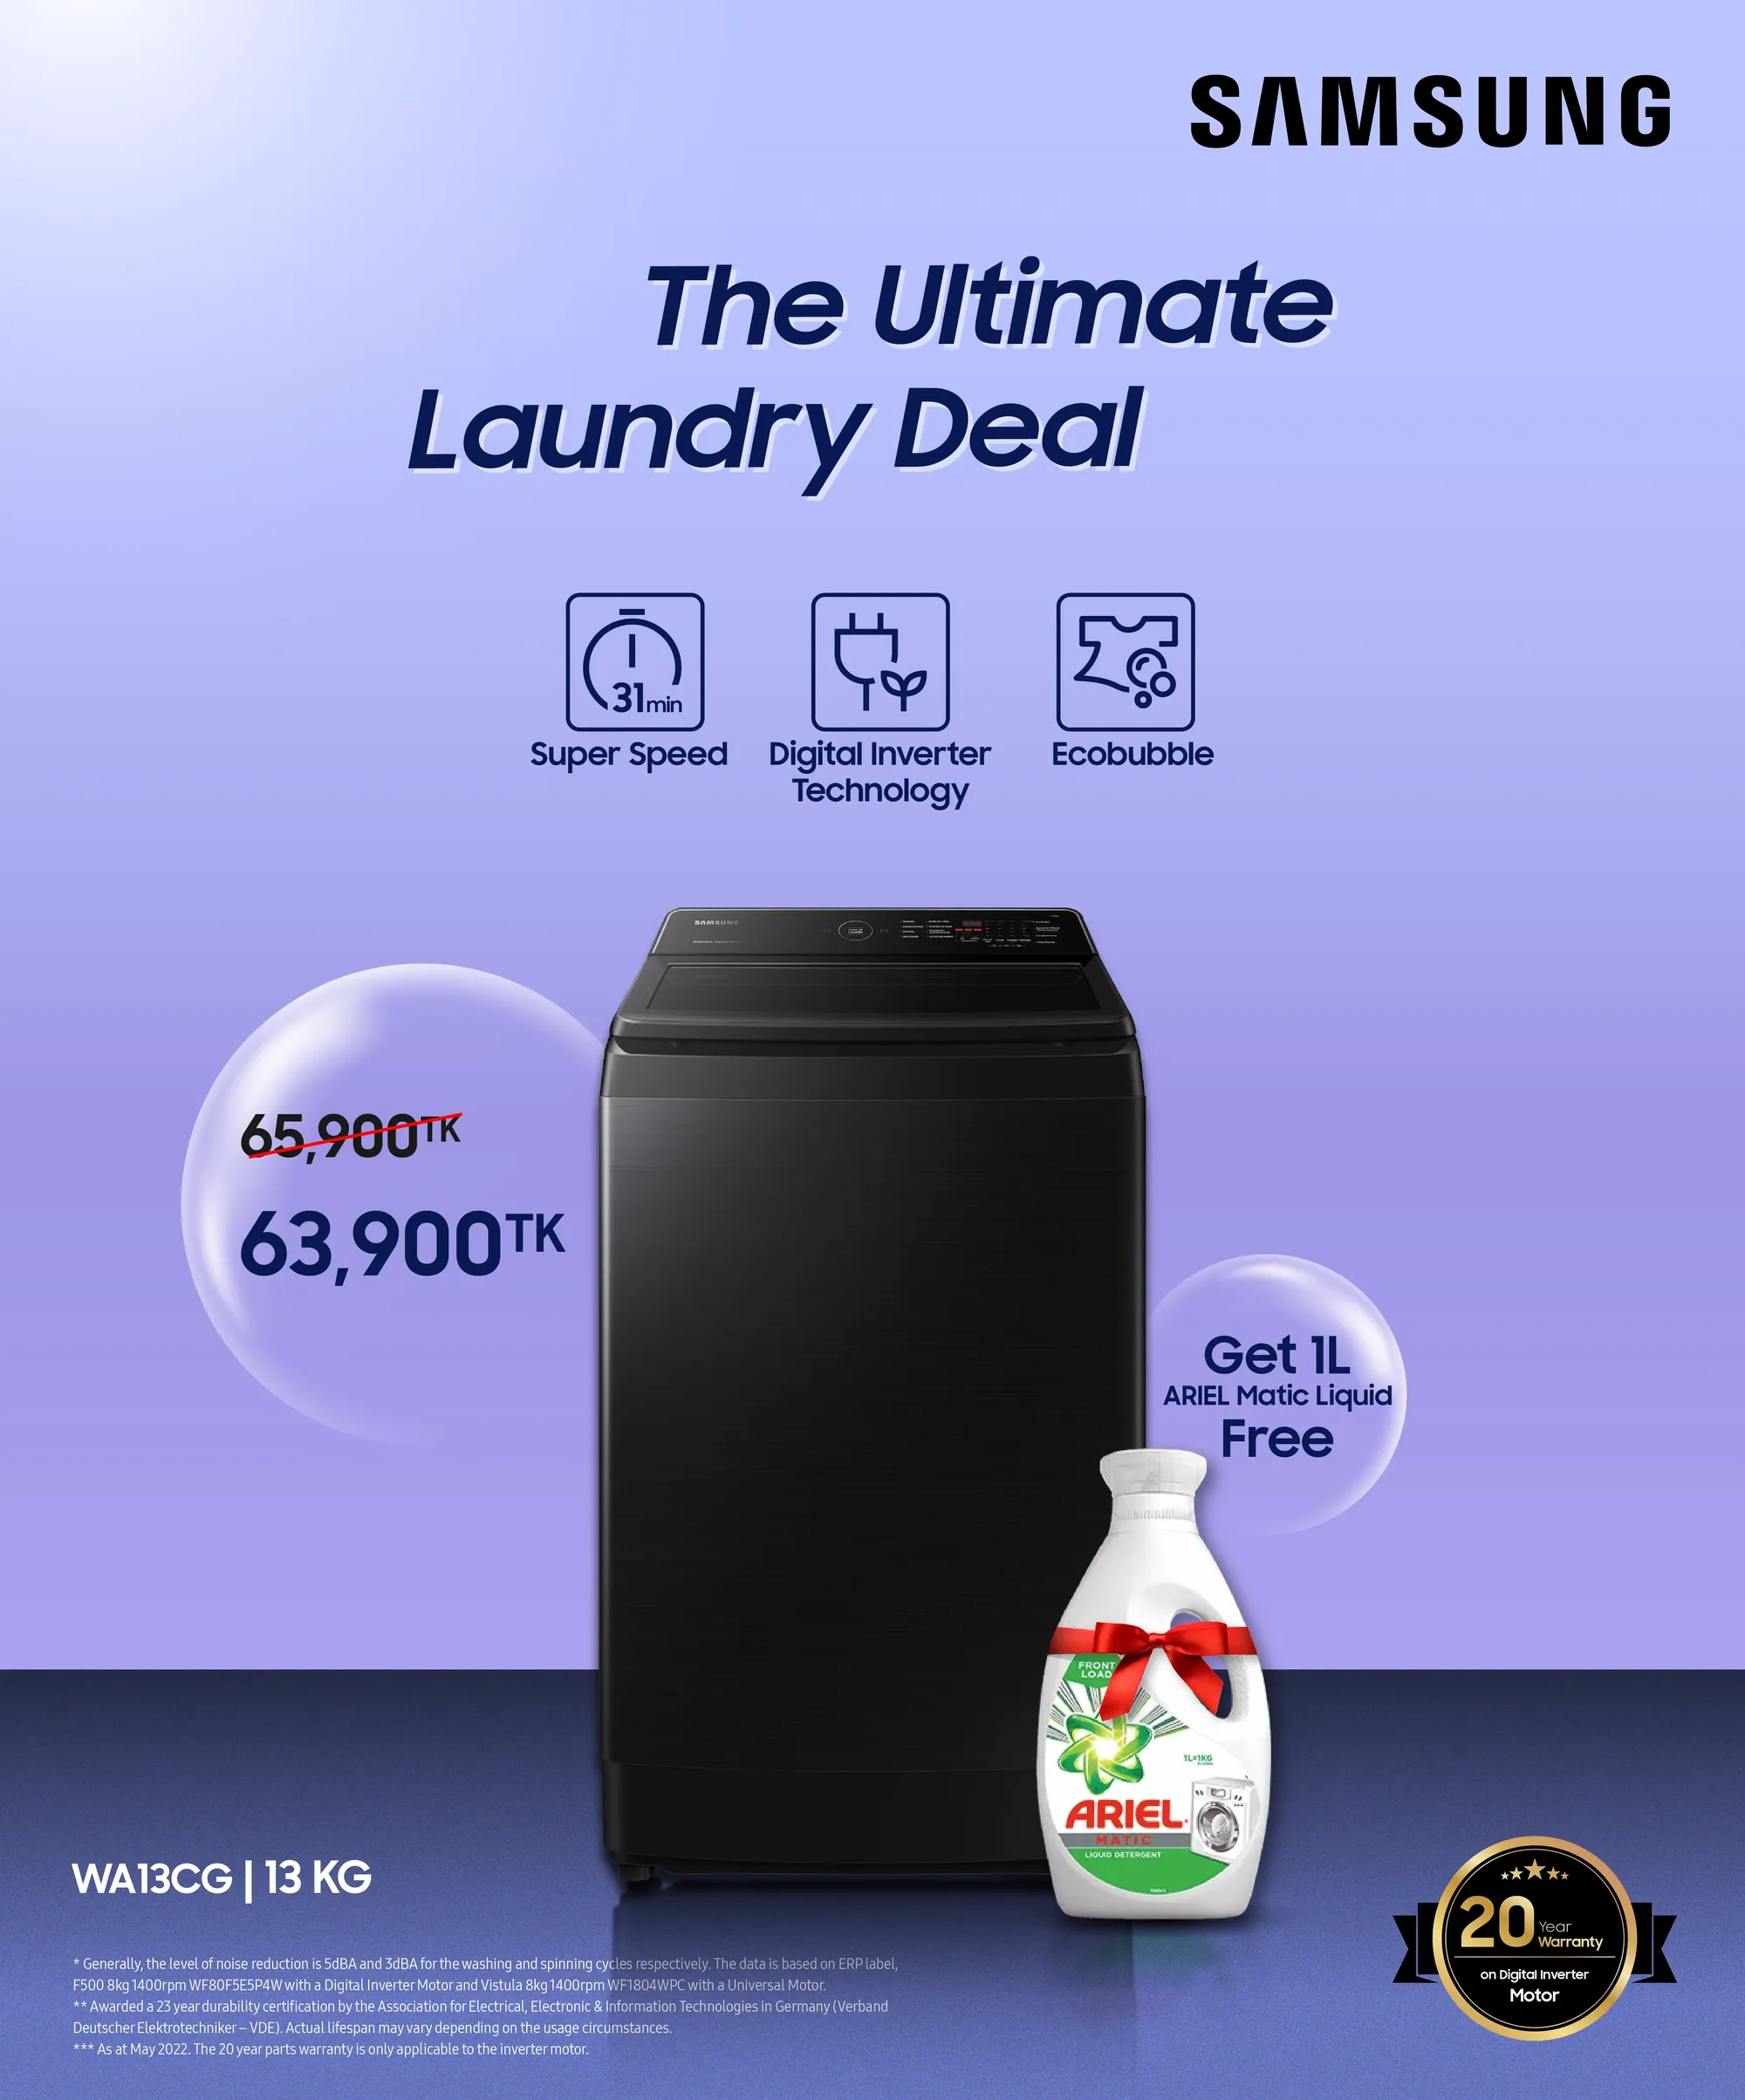 SAMSUNG
The Ultimate
Laundry Deal
31min
Super Speed
Digital Inverter
Technology
Ecobubble
SAMSUNG
65,900TK
63,900TK
Get 1L
ARIEL Matic Liquid
Free
FRONT
LOAD
1L=1KG
ARIEL
MATIC
LIQUID DETERGENT
WA13CG | 13 KG
20 Year
Warranty
on Digital Inverter
Motor
* Generally, the level of noise reduction is 5dBA and 3dBA for the washing and spinning cycles respectively. The data is based on ERP label,
F500 8kg 1400rpm WF80F5E5P4W with a Digital Inverter Motor and Vistula 8kg 1400rpm WF1804WPC with a Universal Motor.
** Awarded a 23 year durability certification by the Association for Electrical, Electronic & Information Technologies in Germany (Verband
Deutscher Elektrotechniker – VDE). Actual lifespan may vary depending on the usage circumstances.
*** As at May 2022. The 20 year parts warranty is only applicable to the inverter motor.